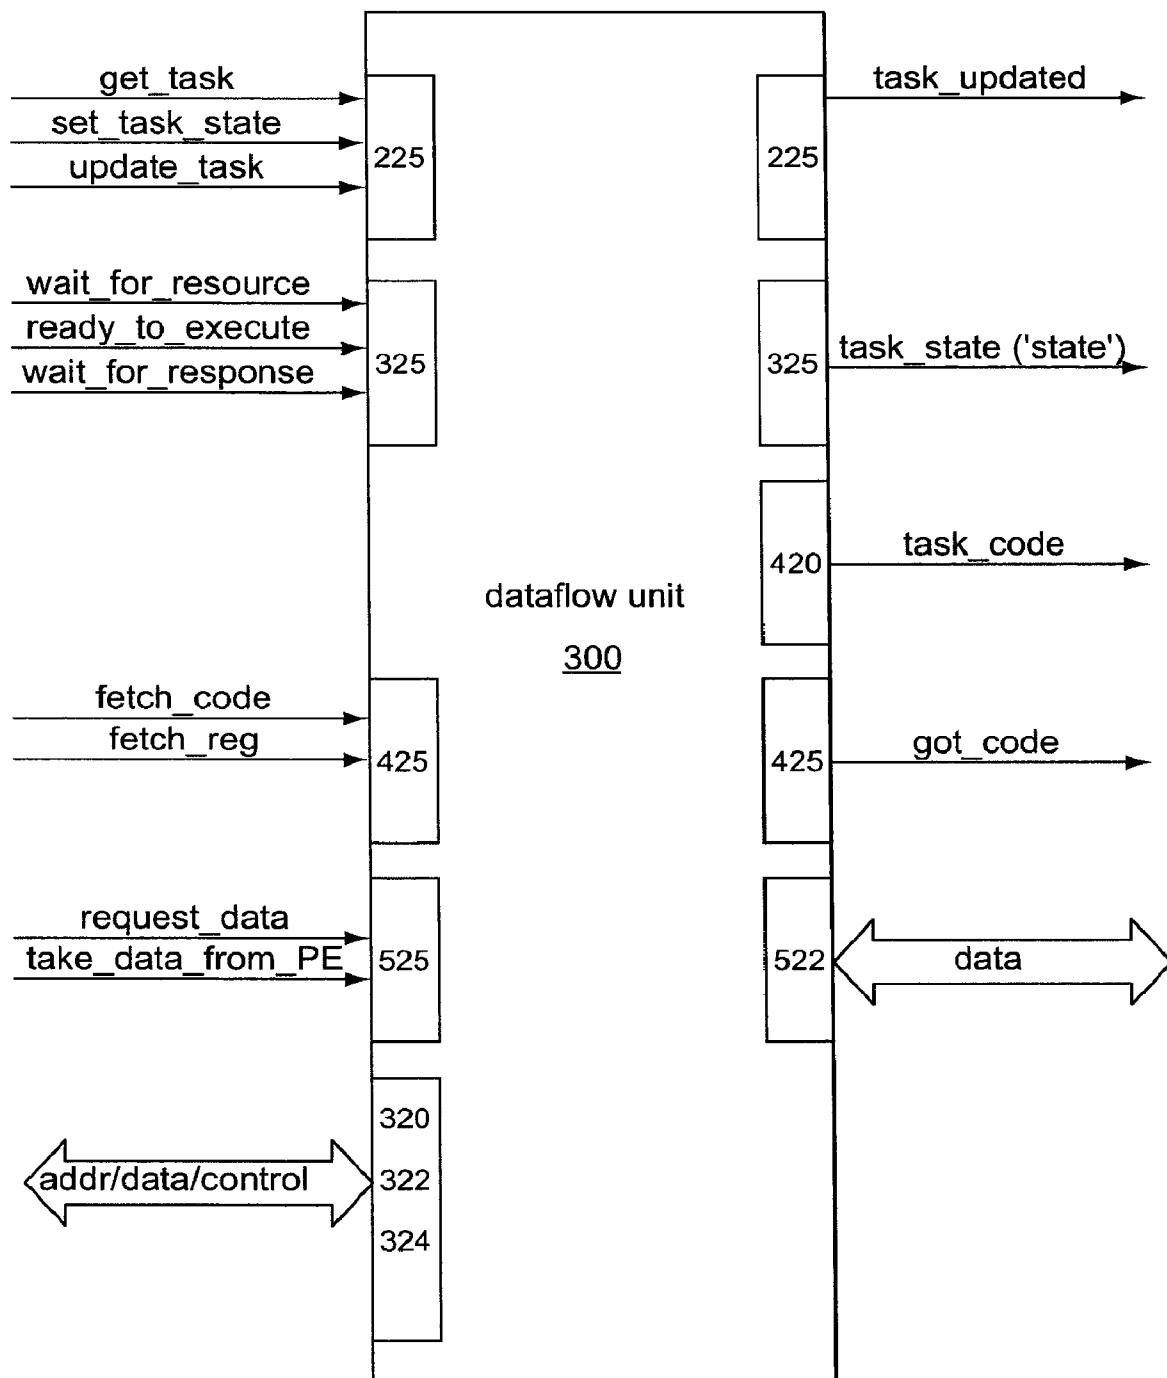 get_task
task_updated
set_task_state
update_task
225
225
wait_for_resource
ready_to_execute
task_state ('state')
wait_for_response
325
325
420
task_code
dataflow unit
300
fetch_code
fetch_reg
425
425
got_code
request_data
take_data_from_PE
525
522
data
320
addr/data/control
322
324